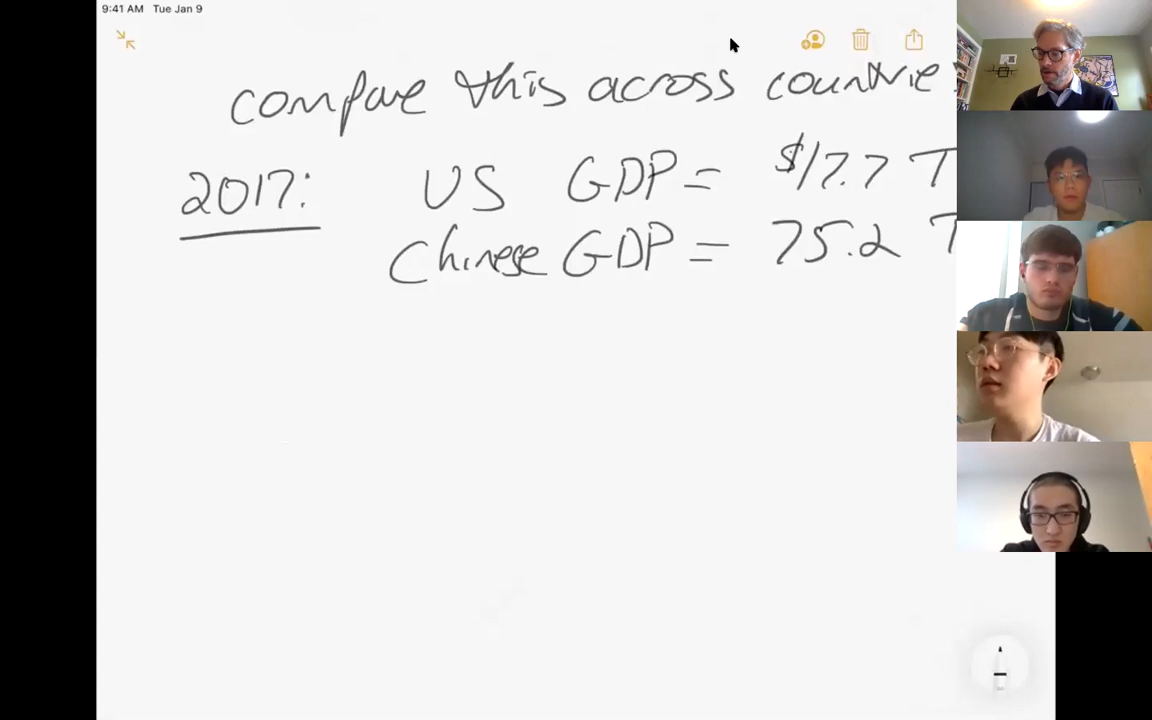 9:41 AM Tue Jan 9
compare this across countrie
2017: US GDP = $17.7 T
Chinese GDP = 75.2 T